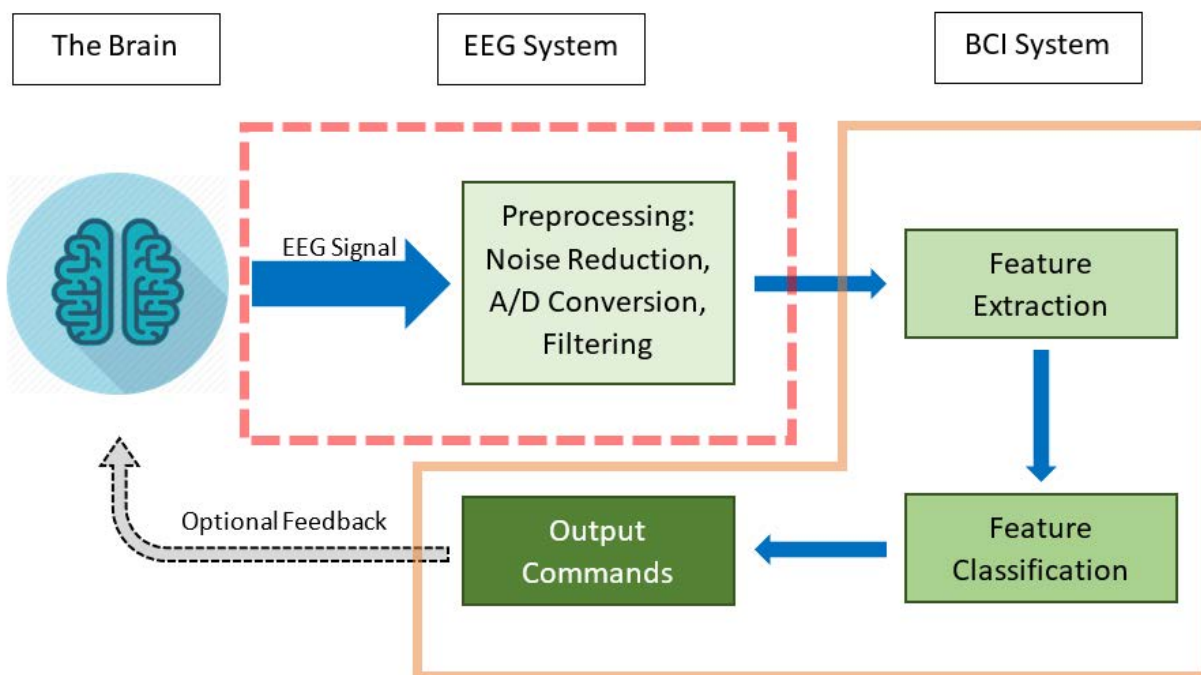 The Brain
EEG System
BCI System
EEG Signal
Preprocessing:
Noise Reduction,
A/D Conversion,
Filtering
Feature
Extraction
Feature
Classification
Output
Commands
Optional Feedback